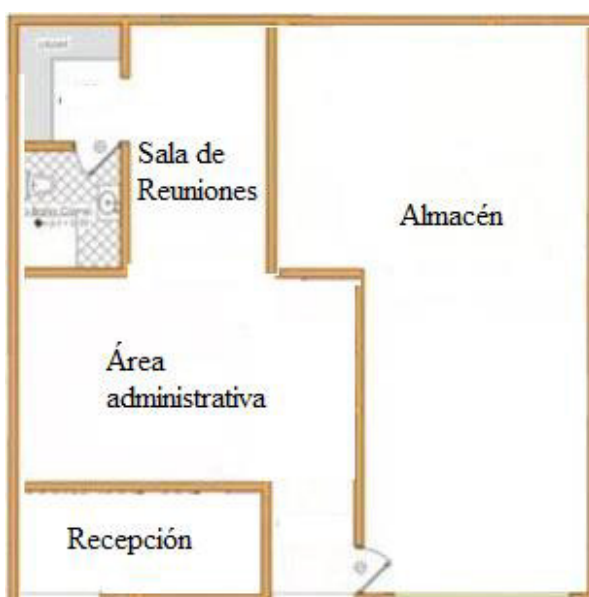 Sala de
Reuniones
Almacén
Área
administrativa
Recepción